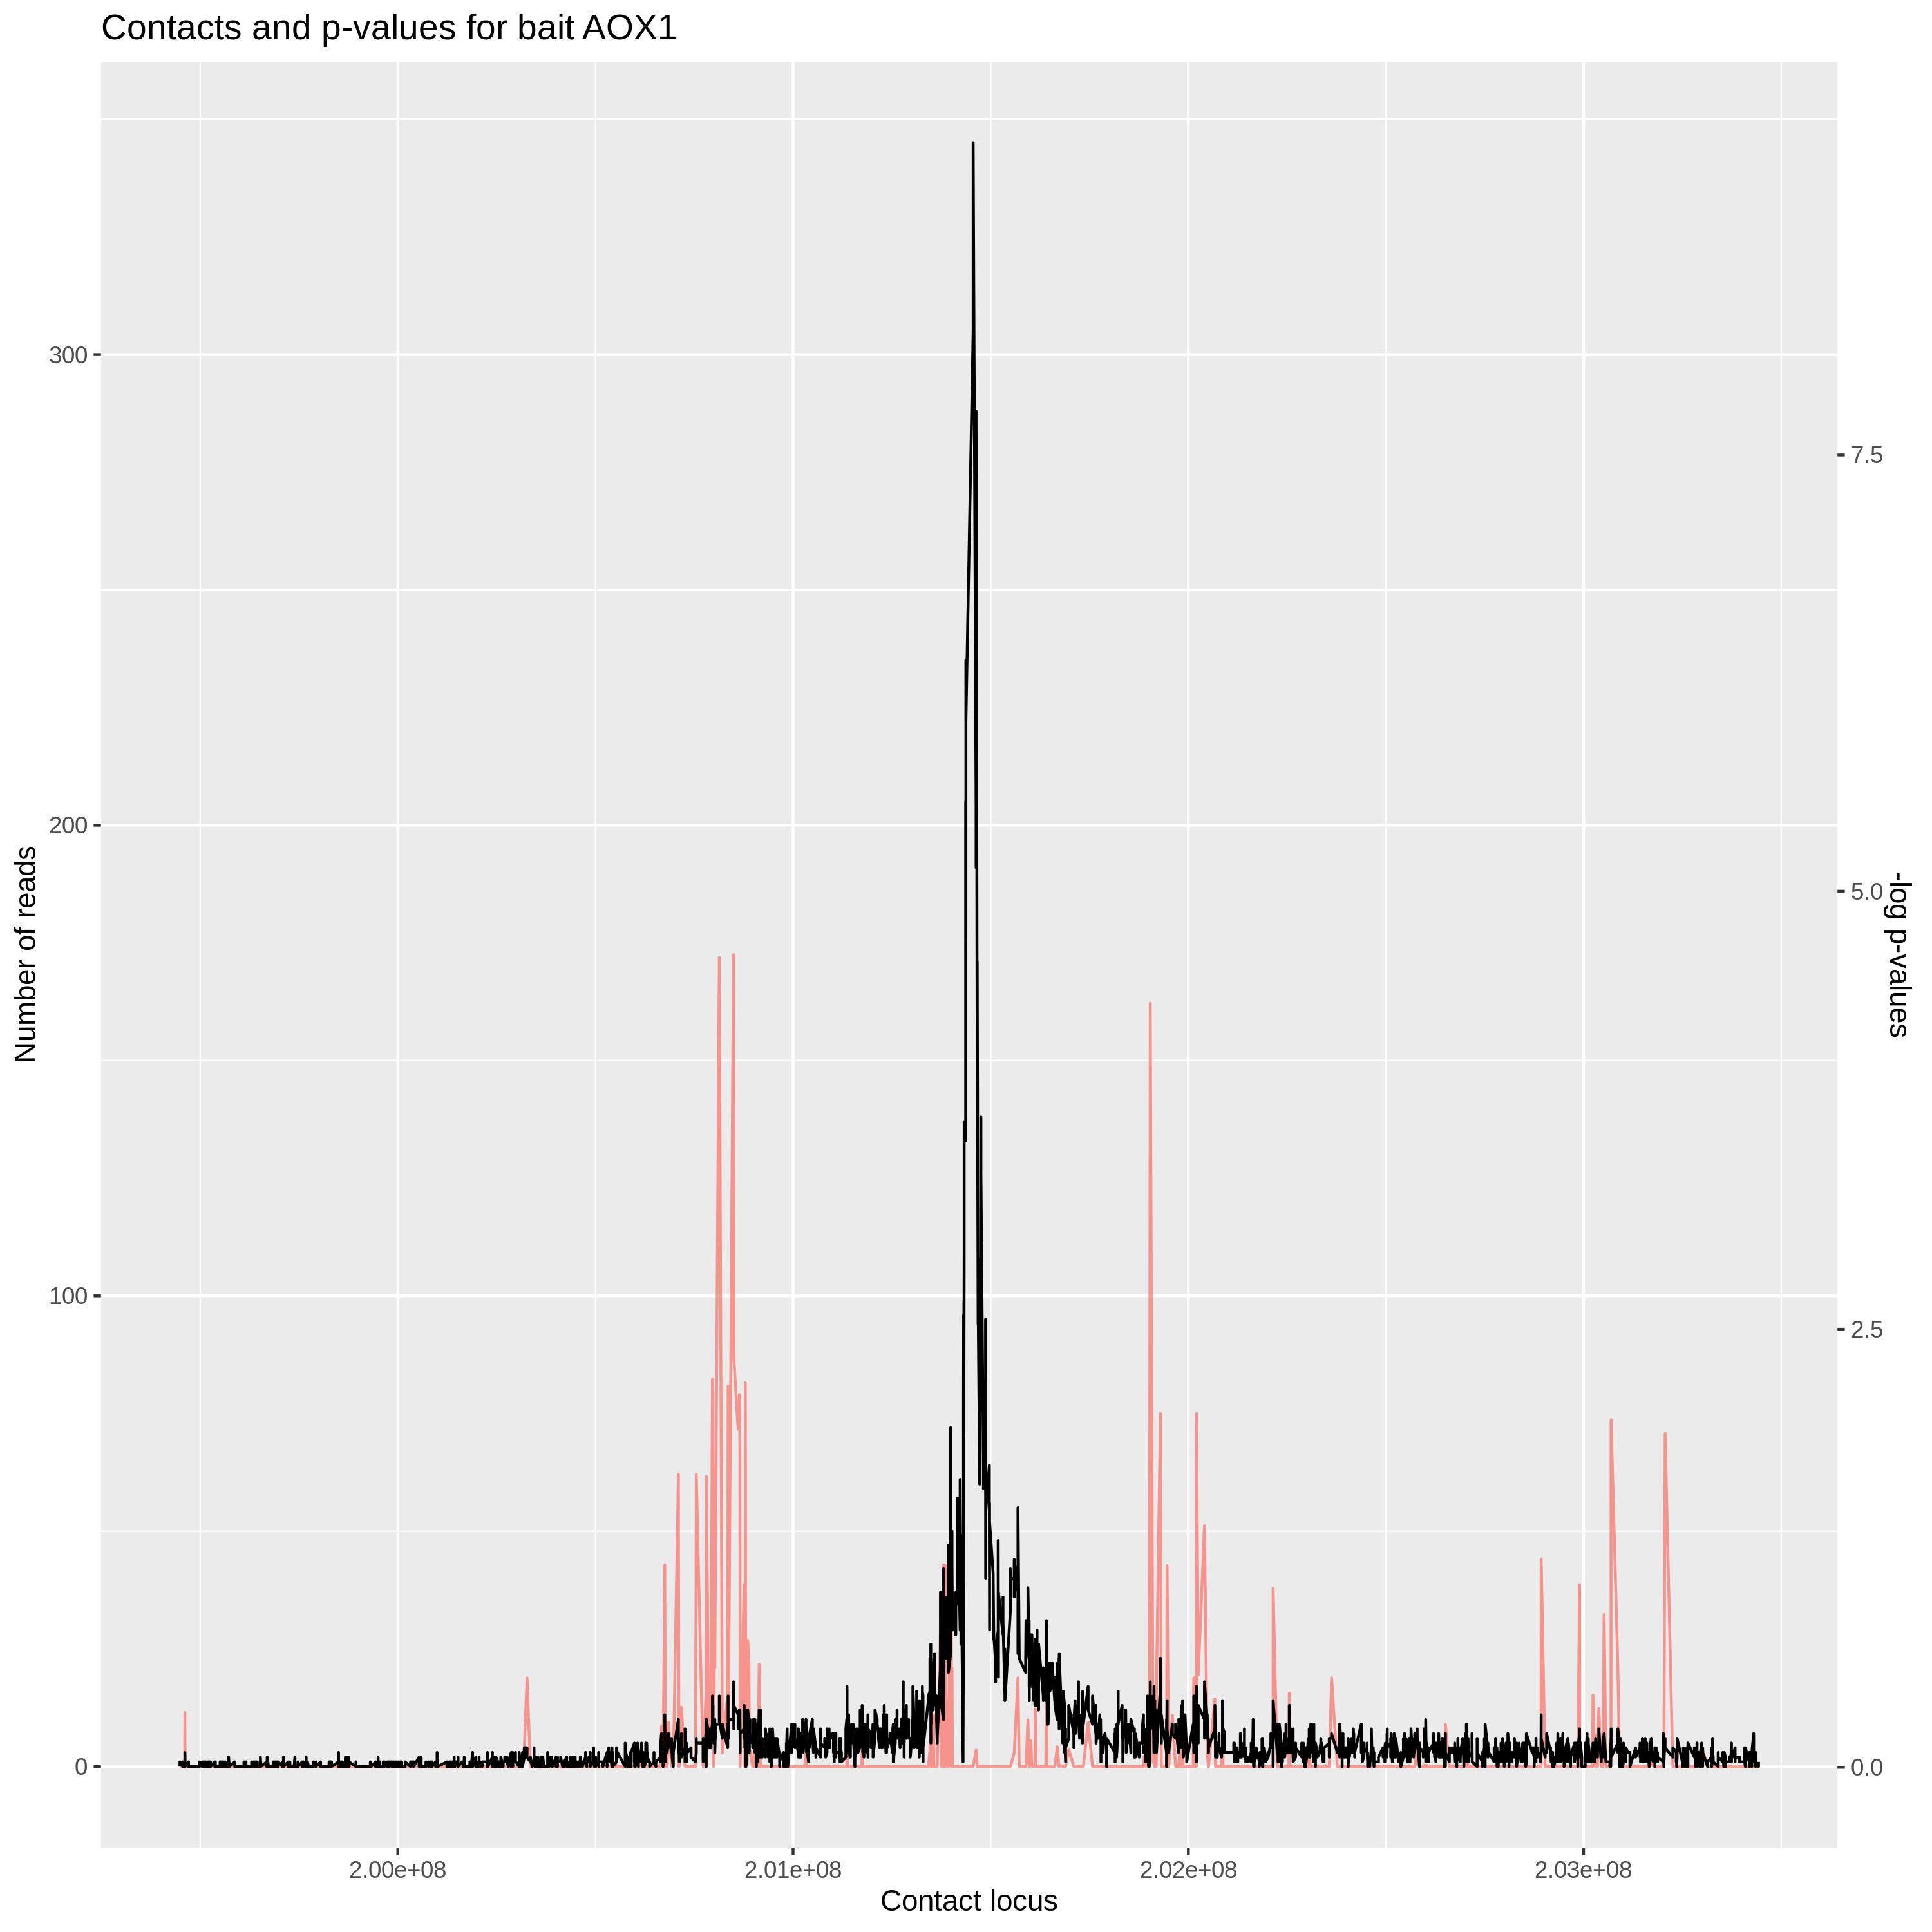 Contacts and p-values for bait AOX1
Number of reads
300
200
100
0
7.5
5.0
2.5
0.0
-log p-values
2.00e+08 2.01e+08 2.02e+08 2.03e+08
Contact locus